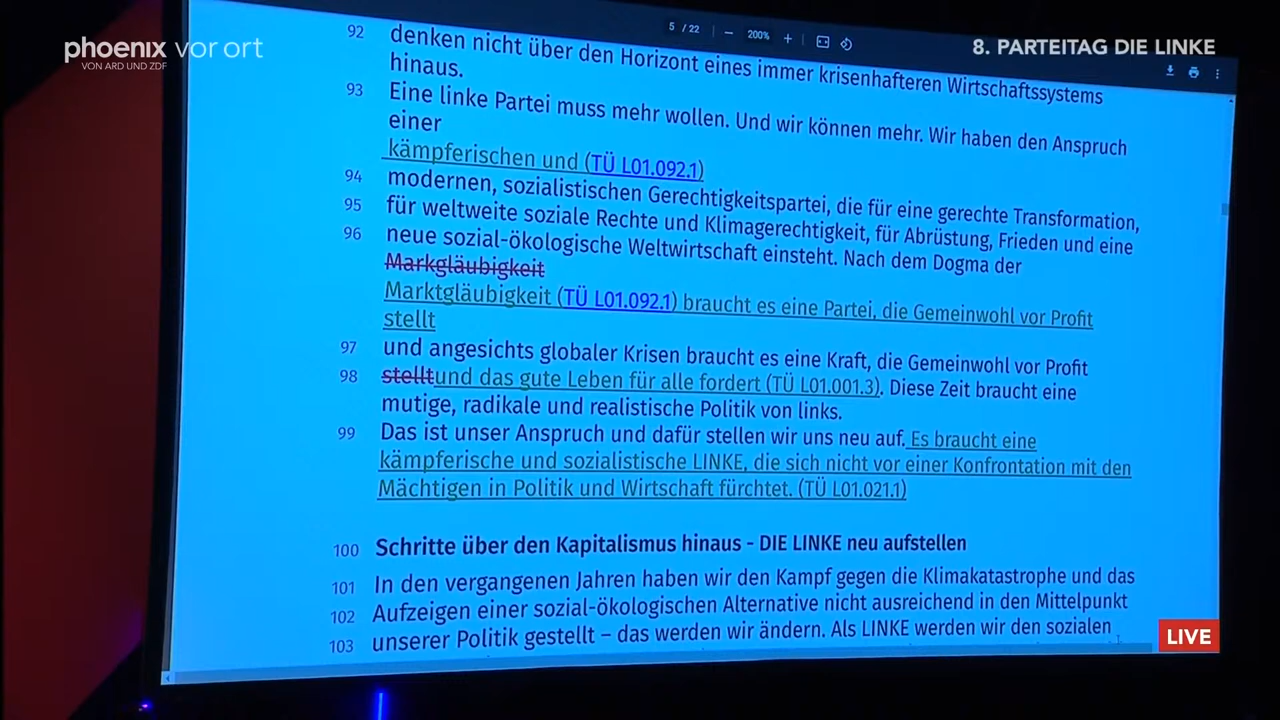 phoenix vor ort
VON ARD UND ZDF
8. PARTEITAG DIE LINKE
5 / 22
200%
92 denken nicht über den Horizont eines immer krisenhafteren Wirtschaftssystems
hinaus.
93 Eine linke Partei muss mehr wollen. Und wir können mehr. Wir haben den Anspruch
einer
kämpferischen und (TÜ L01.092.1)
94 modernen, sozialistischen Gerechtigkeitspartei, die für eine gerechte Transformation,
95 für weltweite soziale Rechte und Klimagerechtigkeit, für Abrüstung, Frieden und eine
96 neue sozial-ökologische Weltwirtschaft einsteht. Nach dem Dogma der
Markgläubigkeit
Marktgläubigkeit (TÜ L01.092.1) braucht es eine Partei, die Gemeinwohl vor Profit
stellt
97 und angesichts globaler Krisen braucht es eine Kraft, die Gemeinwohl vor Profit
98 stelltund das gute Leben für alle fordert (TÜ L01.001.3). Diese Zeit braucht eine
mutige, radikale und realistische Politik von links.
99 Das ist unser Anspruch und dafür stellen wir uns neu auf. Es braucht eine
kämpferische und sozialistische LINKE, die sich nicht vor einer Konfrontation mit den
Mächtigen in Politik und Wirtschaft fürchtet. (TÜ L01.021.1)
100 Schritte über den Kapitalismus hinaus - DIE LINKE neu aufstellen
101 In den vergangenen Jahren haben wir den Kampf gegen die Klimakatastrophe und das
102 Aufzeigen einer sozial-ökologischen Alternative nicht ausreichend in den Mittelpunkt
103 unserer Politik gestellt – das werden wir ändern. Als LINKE werden wir den sozialen
LIVE